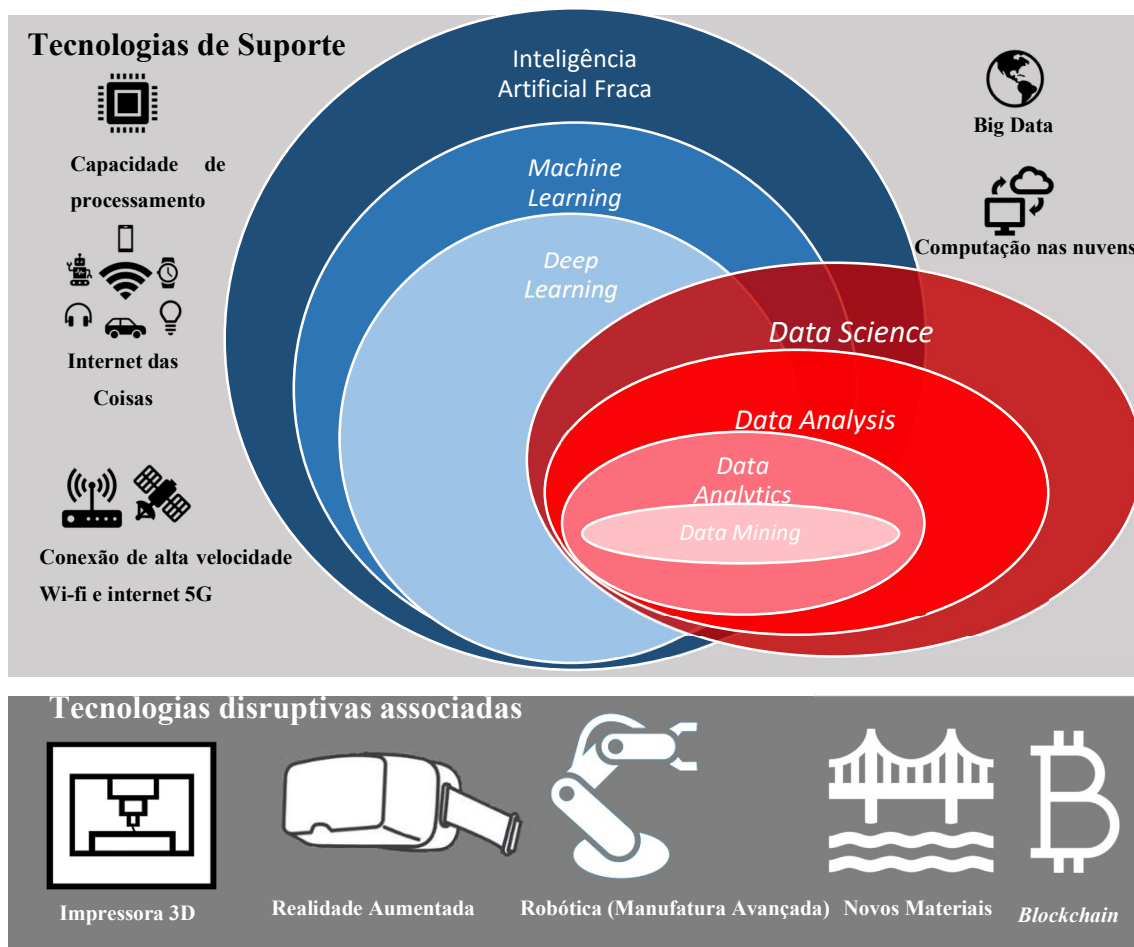 Tecnologias de Suporte
Capacidade de
processamento
Internet das
Coisas
Conexão de alta velocidade
Wi-fi e internet 5G
Inteligência
Artificial Fraca
Machine
Learning
Deep
Learning
Big Data
Computação nas nuvens
Data Science
Data Analysis
Data
Analytics
Data Mining
Tecnologias disruptivas associadas
Impressora 3D
Realidade Aumentada
Robótica (Manufatura Avançada)
Novos Materiais
Blockchain